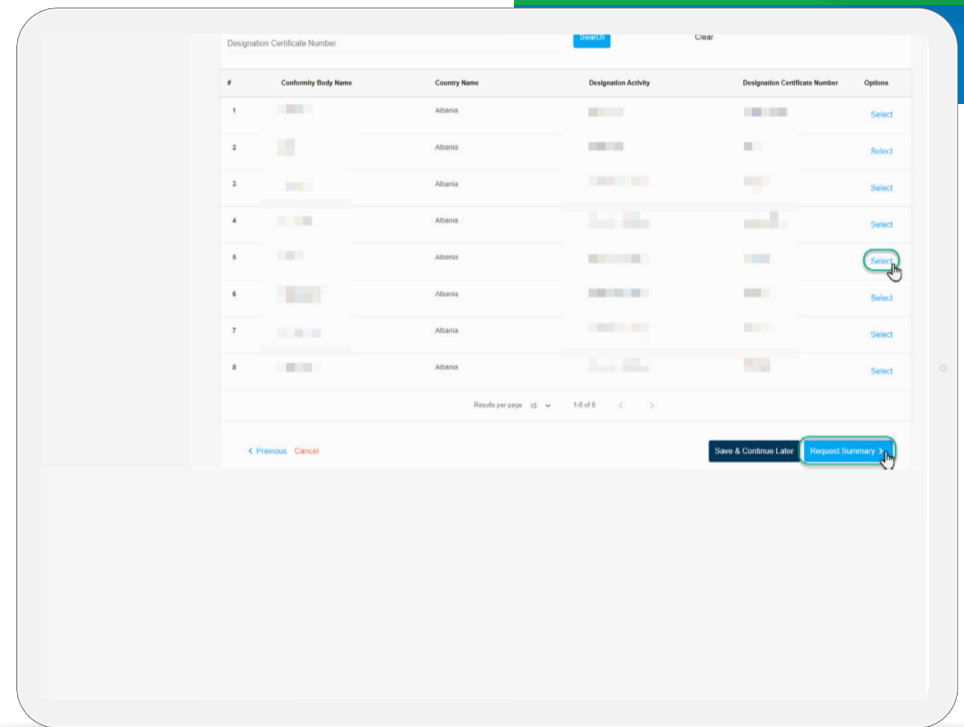 Designation Certificate Number Search Clear
# Conformity Body Name Country Name Designation Activity Designation Certificate Number Options
1 Albania Select
2 Albania Select
3 Albania Select
4 Albania Select
5 Albania Select
6 Albania Select
7 Albania Select
8 Albania Select
Results per page 10 1-8 of 8
Previous Cancel Save & Continue Later Request Summary